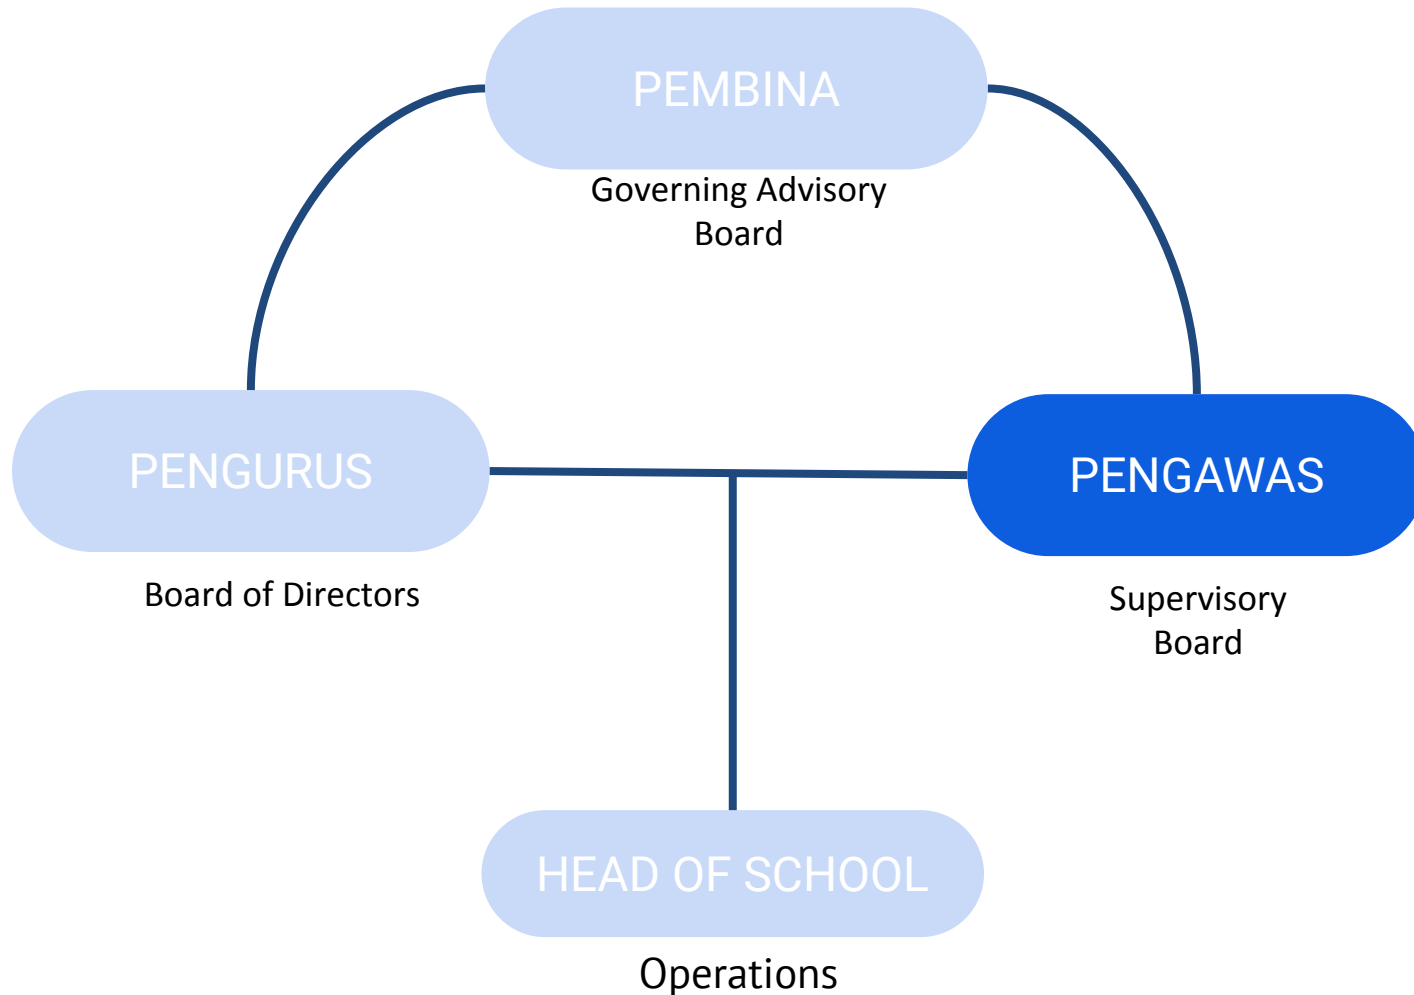 PEMBINA
Governing Advisory
Board
PENGURUS
Board of Directors
PENGAWAS
Supervisory
Board
HEAD OF SCHOOL
Operations